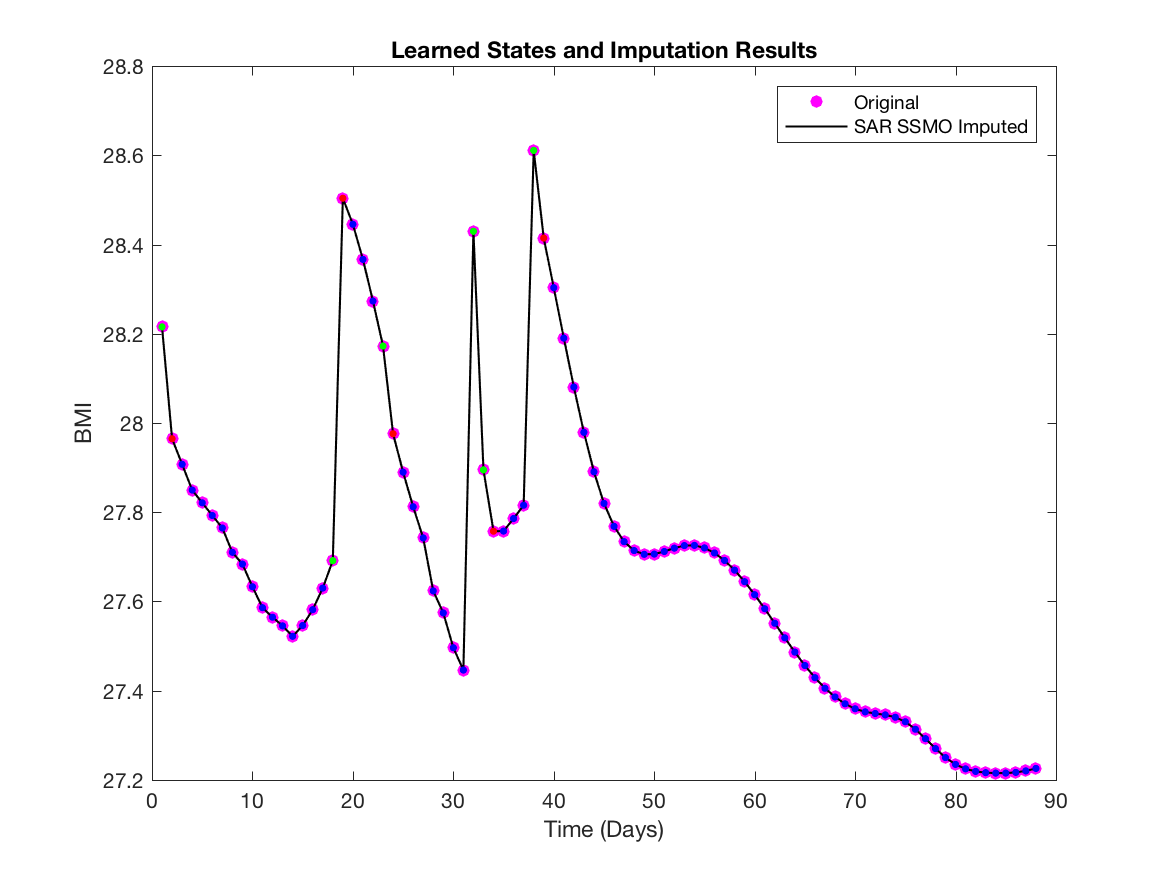 Learned States and Imputation Results
Original
SAR SSMO Imputed
28.8
28.6
28.4
28.2
28
27.8
27.6
27.4
27.2
BMI
0 10 20 30 40 50 60 70 80 90
Time (Days)